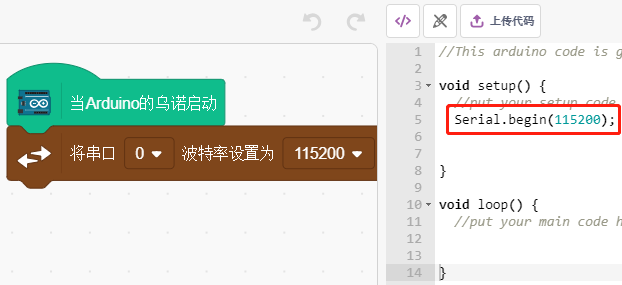 上传代码
当Arduino的乌诺启动
将串口 0 波特率设置为 115200
1 //This arduino code is g
2
3 void setup() {
4 //put your setup code
5 Serial.begin(115200);
6
7
8 }
9
10 void loop() {
11 //put your main code h
12
13
14 }